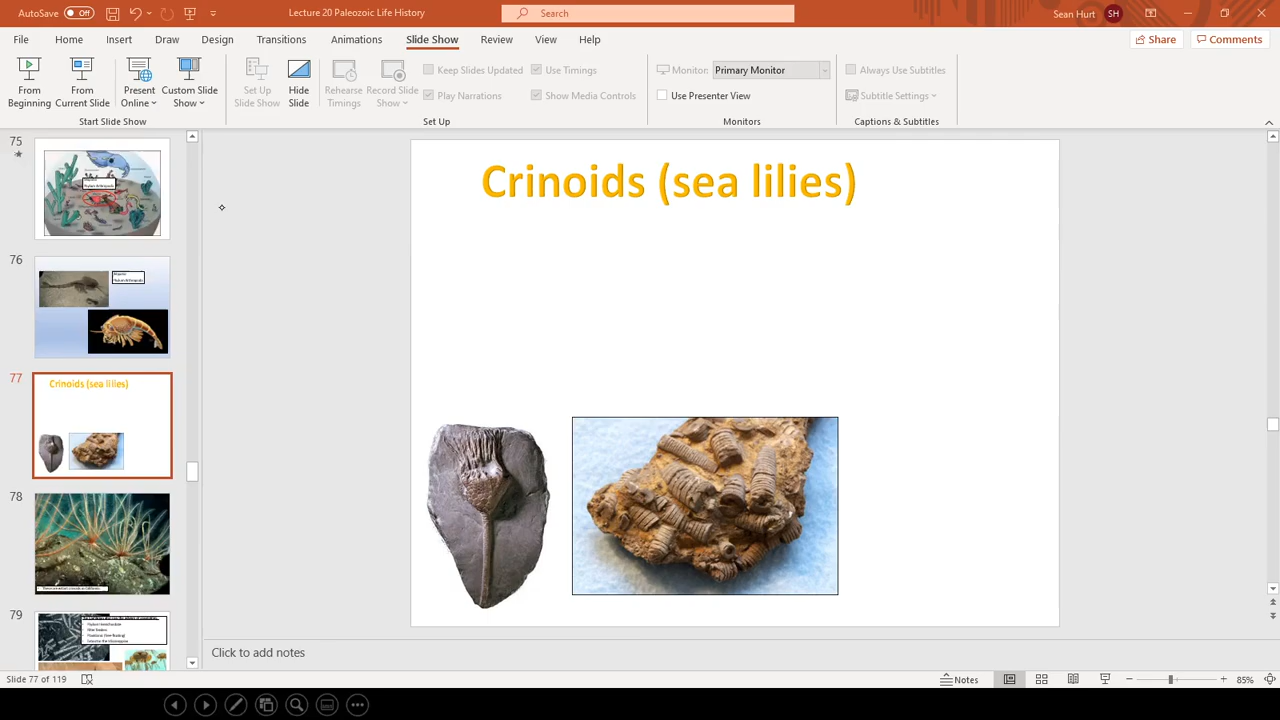 AutoSave Off Lecture 20 Paleozoic Life History Search Sean Hurt SH
File Home Insert Draw Design Transitions Animations Slide Show Review View Help Share Comments
From Beginning
From Current Slide
Present Online
Custom Slide Show
Set Up Slide Show
Hide Slide
Rehearse Timings
Record Slide Show
Keep Slides Updated
Play Narrations
Use Timings
Show Media Controls
Monitor: Primary Monitor
Use Presenter View
Always Use Subtitles
Subtitle Settings
Start Slide Show
Set Up
Monitors
Captions & Subtitles
75
76
77
Crinoids (sea lilies)
78
79
Crinoids (sea lilies)
Click to add notes
Slide 77 of 119
Notes
85%